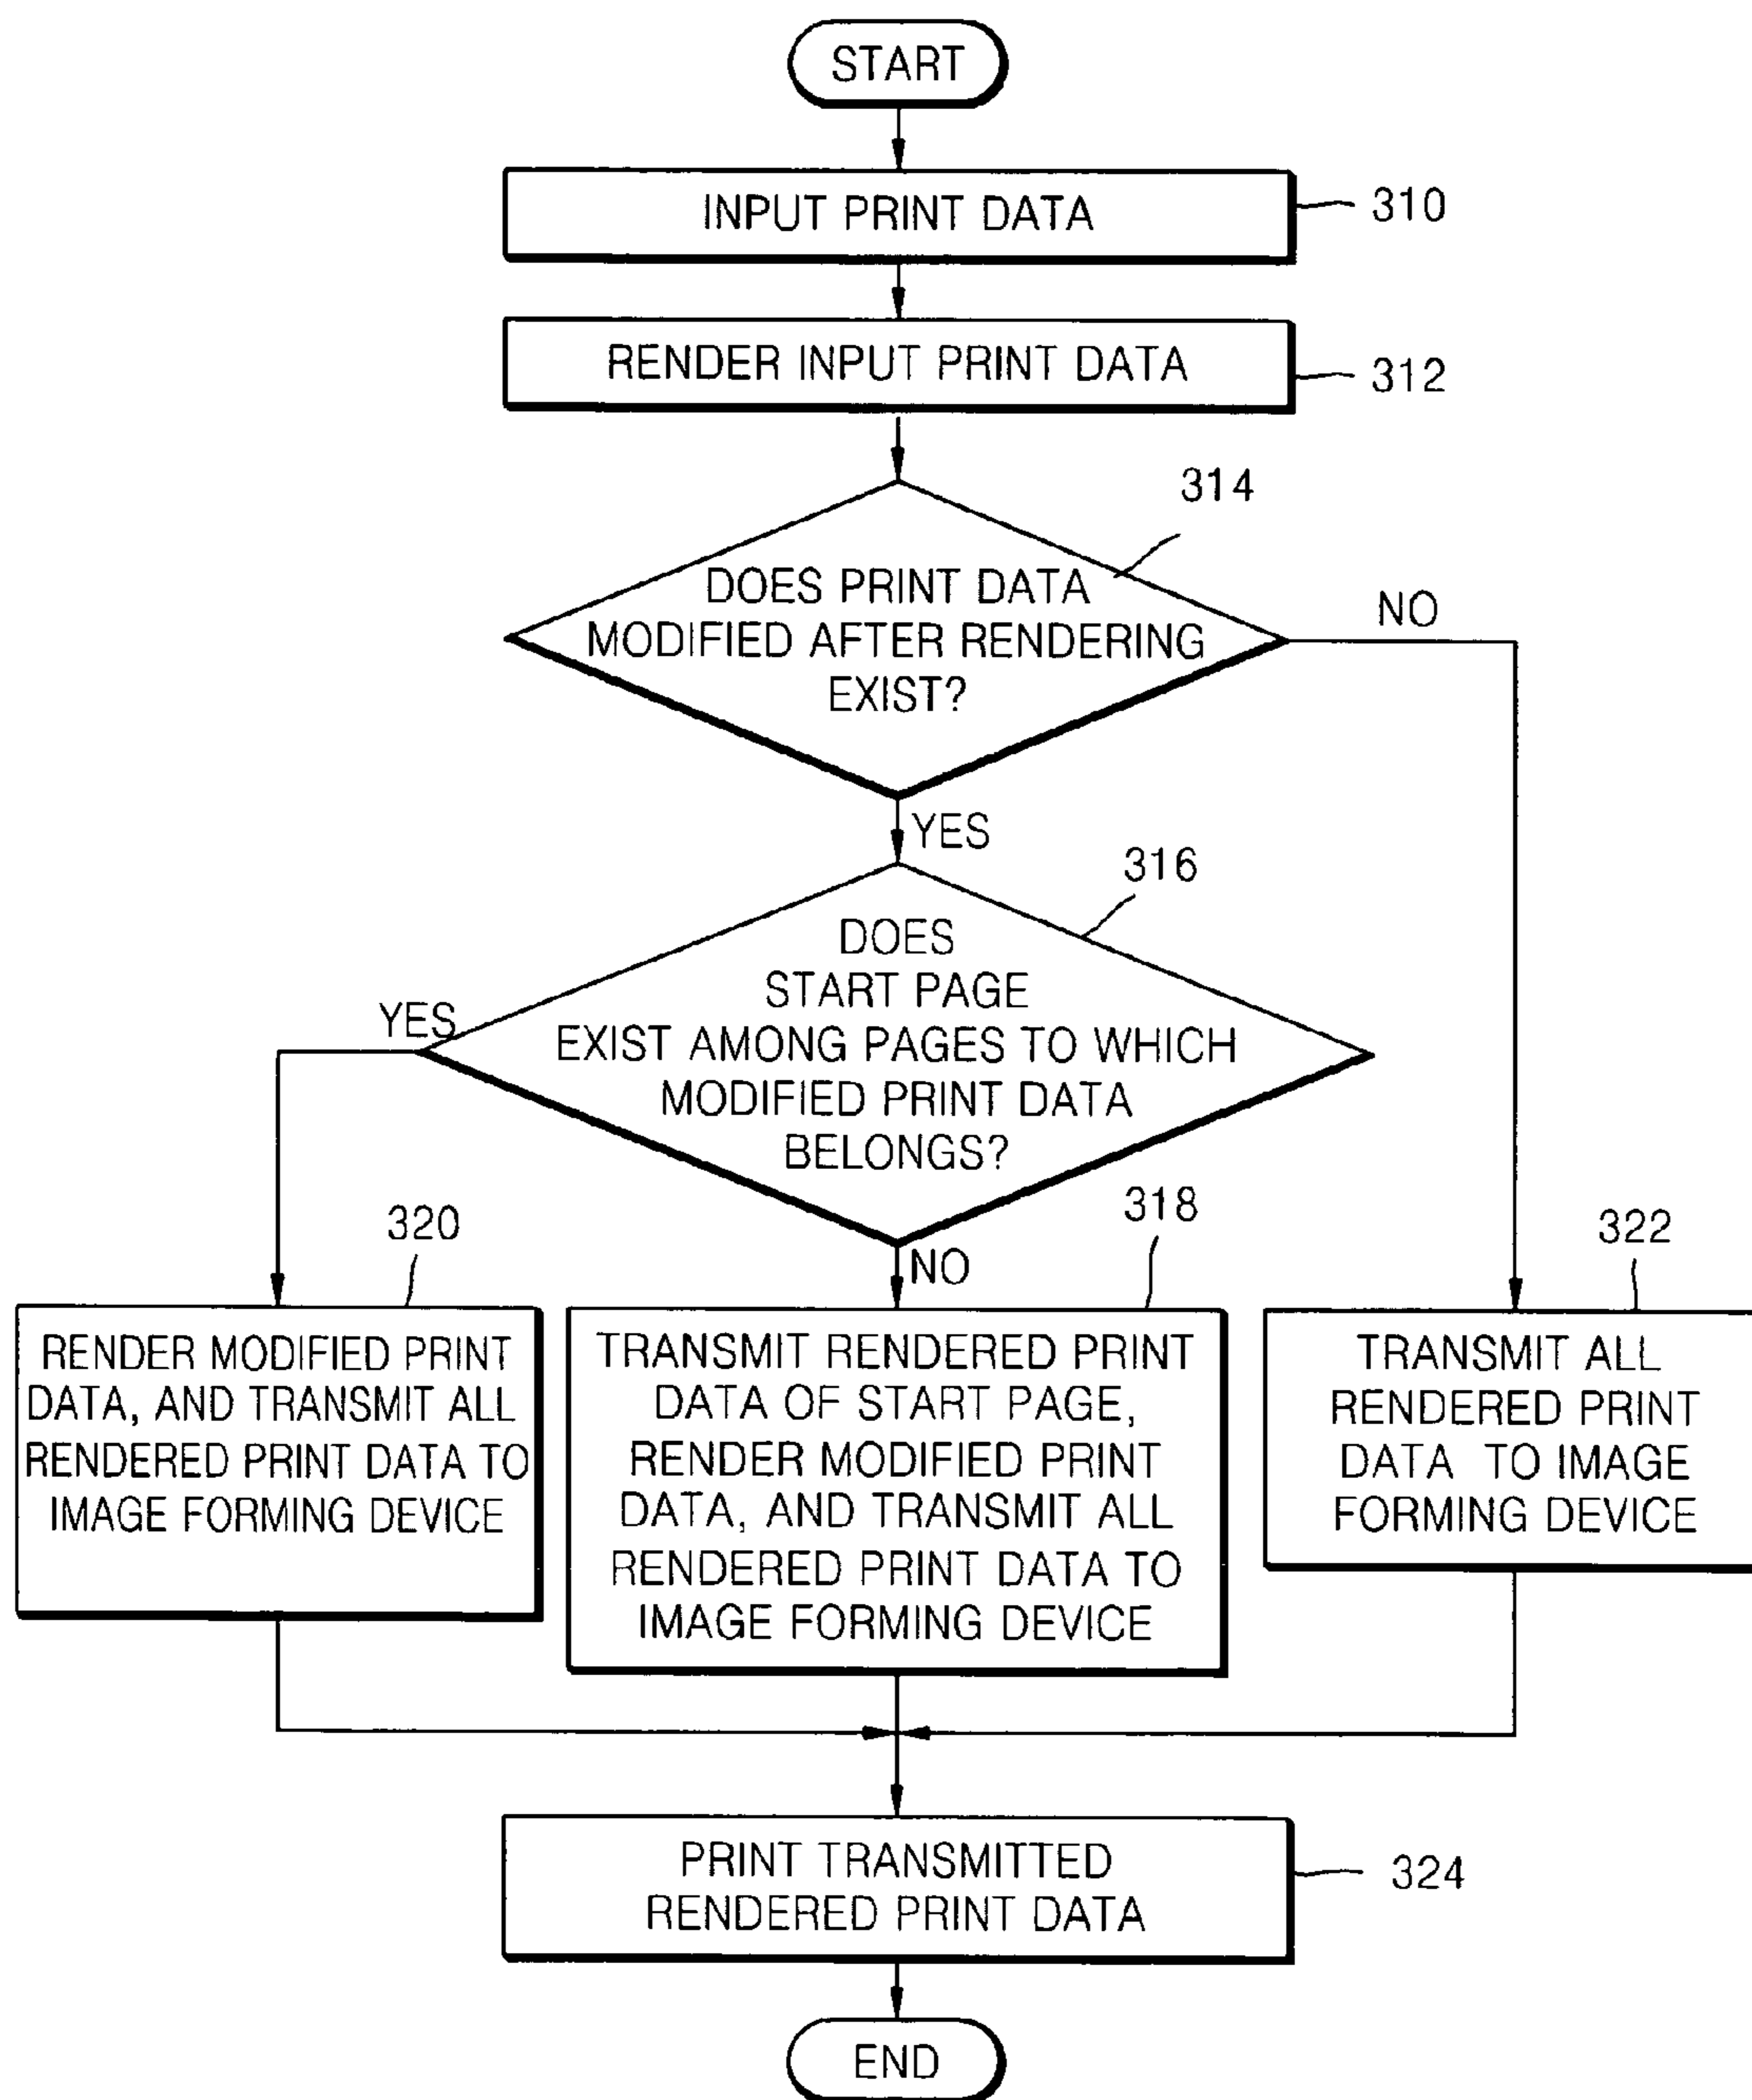 START
INPUT PRINT DATA
310
RENDER INPUT PRINT DATA
312
314
DOES PRINT DATA
MODIFIED AFTER RENDERING
EXIST?
NO
YES
316
DOES
START PAGE
EXIST AMONG PAGES TO WHICH
MODIFIED PRINT DATA
BELONGS?
YES
NO
320
RENDER MODIFIED PRINT
DATA, AND TRANSMIT ALL
RENDERED PRINT DATA TO
IMAGE FORMING DEVICE
318
TRANSMIT RENDERED PRINT
DATA OF START PAGE,
RENDER MODIFIED PRINT
DATA, AND TRANSMIT ALL
RENDERED PRINT DATA TO
IMAGE FORMING DEVICE
322
TRANSMIT ALL
RENDERED PRINT
DATA TO IMAGE
FORMING DEVICE
PRINT TRANSMITTED
RENDERED PRINT DATA
324
END